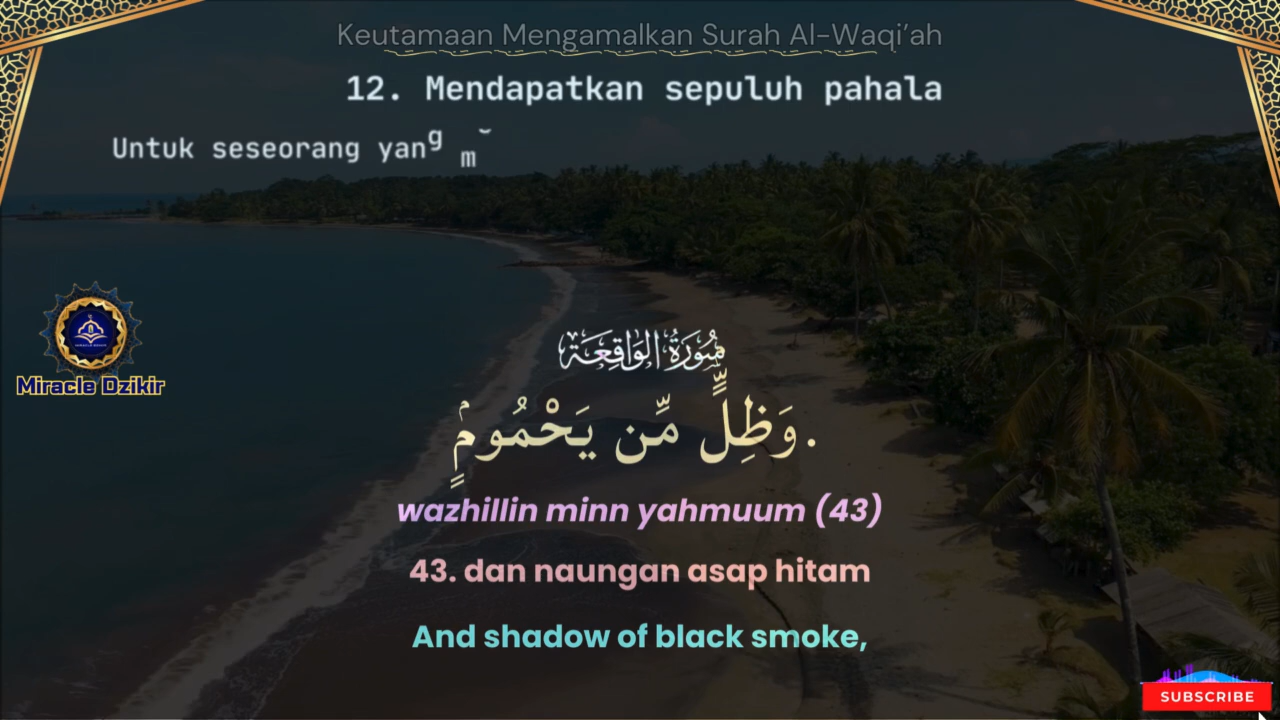 Keutamaan Mengamalkan Surah Al-Waqi’ah
12. Mendapatkan sepuluh pahala
Untuk seseorang yang m
Miracle Dzikir
سُورَةُ الوَاقِعَة
وَظِلٍّ مِّن يَحْمُومٍۢ.
wazhillin minn yahmuum (43)
43. dan naungan asap hitam
And shadow of black smoke,
SUBSCRIBE